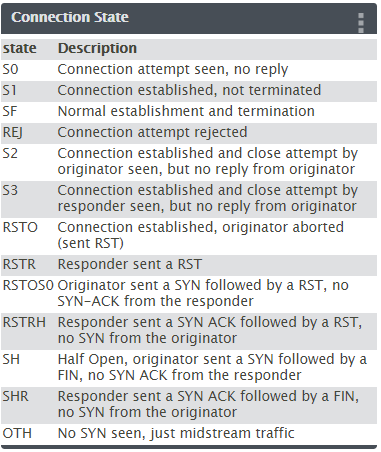 Connection State
state Description
S0 Connection attempt seen, no reply
S1 Connection established, not terminated
SF Normal establishment and termination
REJ Connection attempt rejected
S2 Connection established and close attempt by
originator seen, but no reply from originator
S3 Connection established and close attempt by
responder seen, but no reply from originator
RSTO Connection established, originator aborted
(sent RST)
RSTR Responder sent a RST
RSTOS0 Originator sent a SYN followed by a RST, no
SYN-ACK from the responder
RSTRH Responder sent a SYN ACK followed by a RST,
no SYN from the originator
SH Half Open, originator sent a SYN followed by a
FIN, no SYN ACK from the responder
SHR Responder sent a SYN ACK followed by a FIN,
no SYN from the originator
OTH No SYN seen, just midstream traffic